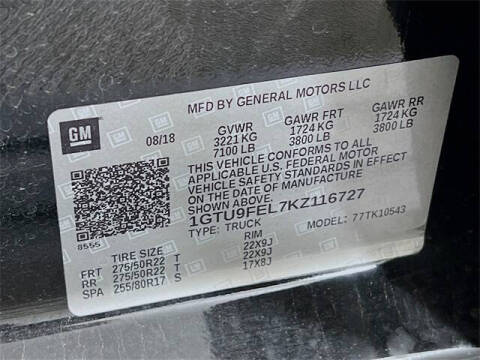 MFD BY GENERAL MOTORS LLC
GM
08/18
GVWR GAWR FRT GAWR RR
3221 KG 1724 KG 1724 KG
7100 LB 3800 LB 3800 LB
THIS VEHICLE CONFORMS TO ALL
APPLICABLE U.S. FEDERAL MOTOR
VEHICLE SAFETY STANDARDS IN EFFECT
ON THE DATE OF MANUFACTURE
1GTU9FEL7KZ116727
8555
TYPE: TRUCK MODEL: 77TK10543
TIRE SIZE RIM
FRT 275/50R22 T 22X9J
RR 275/50R22 T 22X9J
SPA 255/80R17 S 17X8J